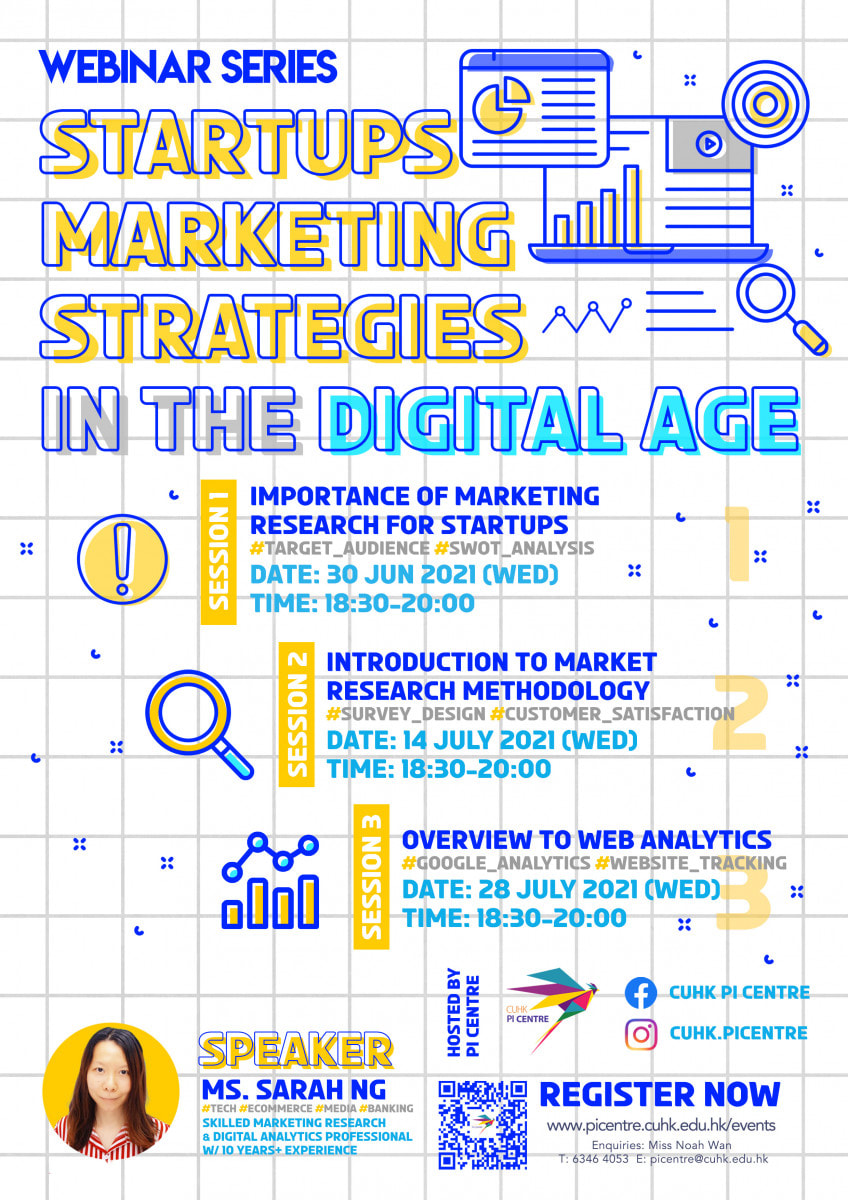 WEBINAR SERIES
STARTUPS
MARKETING
STRATEGIES
IN THE DIGITAL AGE
SESSION 1
IMPORTANCE OF MARKETING
RESEARCH FOR STARTUPS
#TARGET_AUDIENCE #SWOT_ANALYSIS
DATE: 30 JUN 2021 (WED)
TIME: 18:30-20:00
1
SESSION 2
INTRODUCTION TO MARKET
RESEARCH METHODOLOGY
#SURVEY_DESIGN #CUSTOMER_SATISFACTION
DATE: 14 JULY 2021 (WED)
TIME: 18:30-20:00
2
SESSION 3
OVERVIEW TO WEB ANALYTICS
#GOOGLE_ANALYTICS #WEBSITE_TRACKING
DATE: 28 JULY 2021 (WED)
TIME: 18:30-20:00
3
HOSTED BY
PI CENTRE
CUHK
PI CENTRE
CUHK PI CENTRE
CUHK.PICENTRE
SPEAKER
MS. SARAH NG
#TECH #ECOMMERCE #MEDIA #BANKING
SKILLED MARKETING RESEARCH
& DIGITAL ANALYTICS PROFESSIONAL
W/ 10 YEARS+ EXPERIENCE
REGISTER NOW
www.picentre.cuhk.edu.hk/events
Enquiries: Miss Noah Wan
T: 6346 4053 E: picentre@cuhk.edu.hk